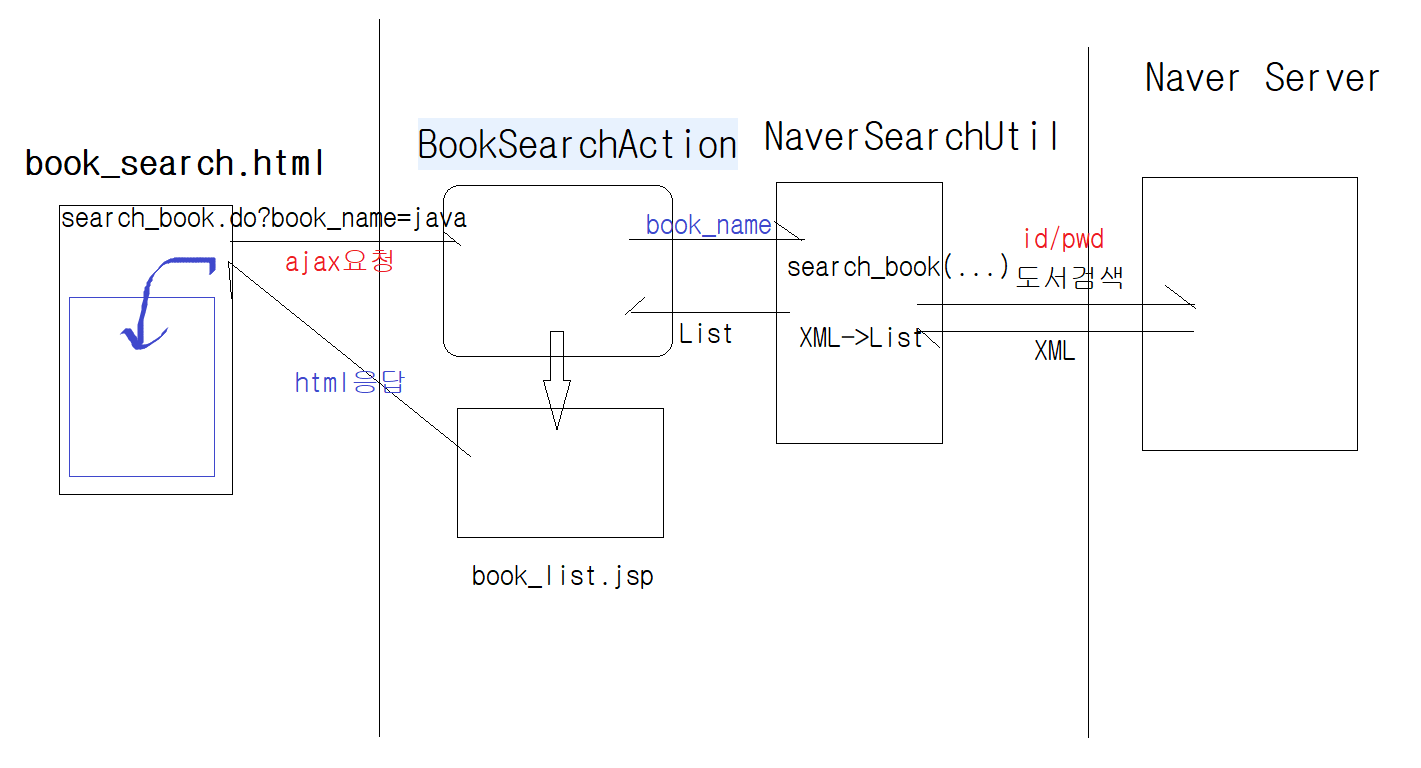 Naver Server
BookSearchAction
NaverSearchUtil
book_search.html
search_book.do?book_name=java
ajax요청
book_name
id/pwd
search_book(...)
도서검색
List
XML->List
XML
html응답
book_list.jsp